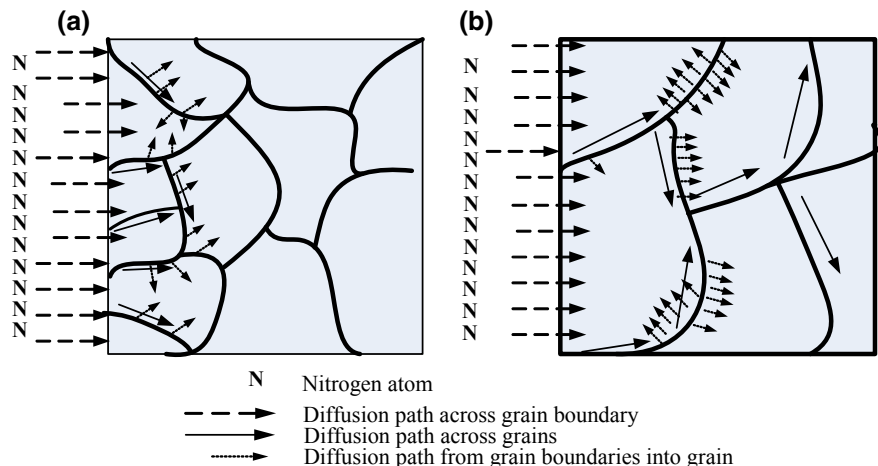 (a)
N
N
N
N
N
N
N
N
N
N
N
N
N
(b)
N
N
N
N
N
N
N
N
N
N
N
N
N
N Nitrogen atom
Diffusion path across grain boundary
Diffusion path across grains
Diffusion path from grain boundaries into grain